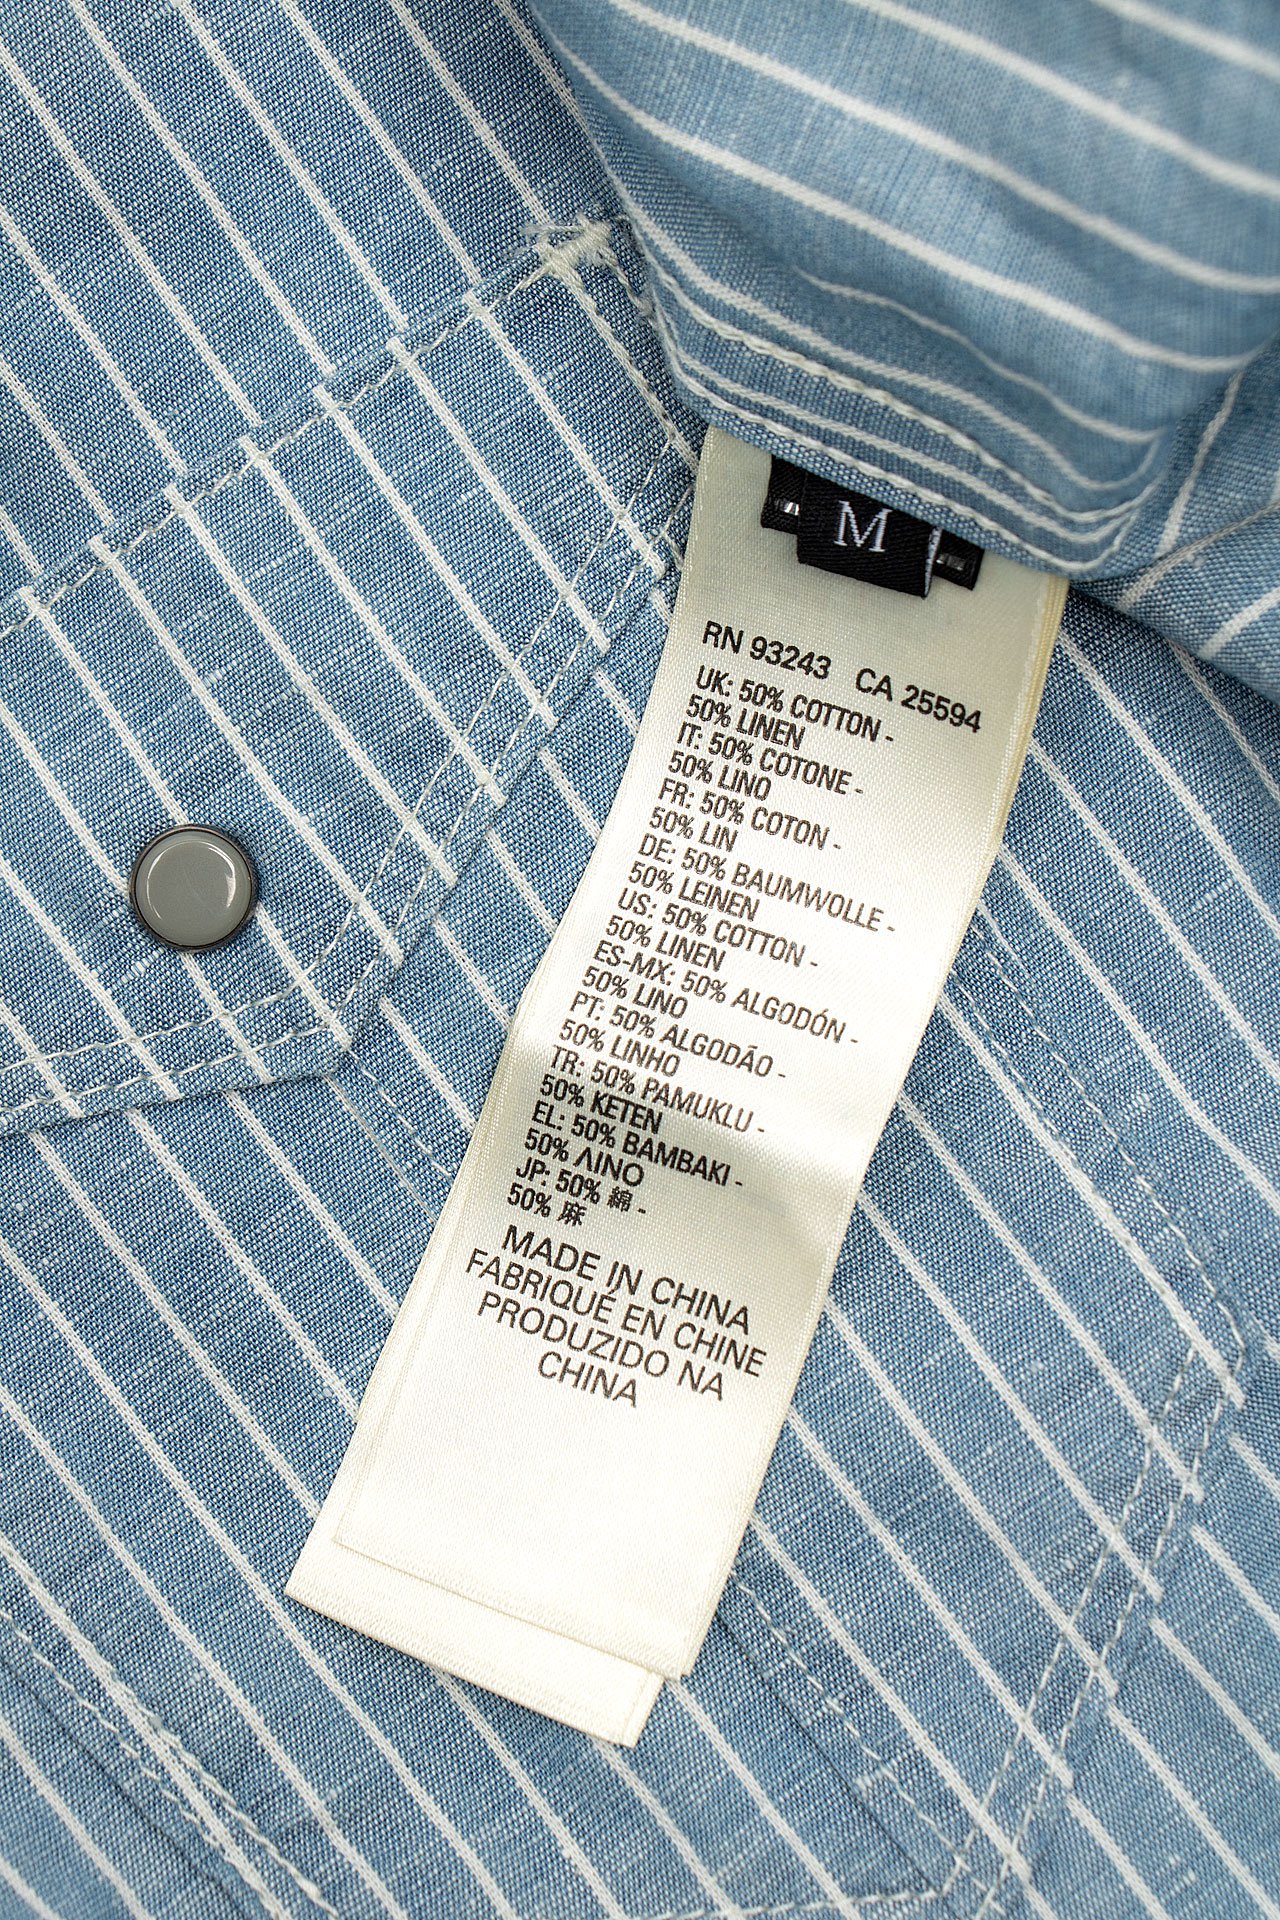 M
RN 93243 CA 25594
UK: 50% COTTON -
50% LINEN
IT: 50% COTONE -
50% LINO
FR: 50% COTON -
50% LIN
DE: 50% BAUMWOLLE -
50% LEINEN
US: 50% COTTON -
50% LINEN
ES-MX: 50% ALGODÓN -
50% LINO
PT: 50% ALGODÃO -
50% LINHO
TR: 50% PAMUKLU -
50% KETEN
EL: 50% BAMBAKI -
50% ΛΙΝΟ
JP: 50% 綿 -
50% 麻
MADE IN CHINA
FABRIQUÉ EN CHINE
PRODUZIDO NA
CHINA